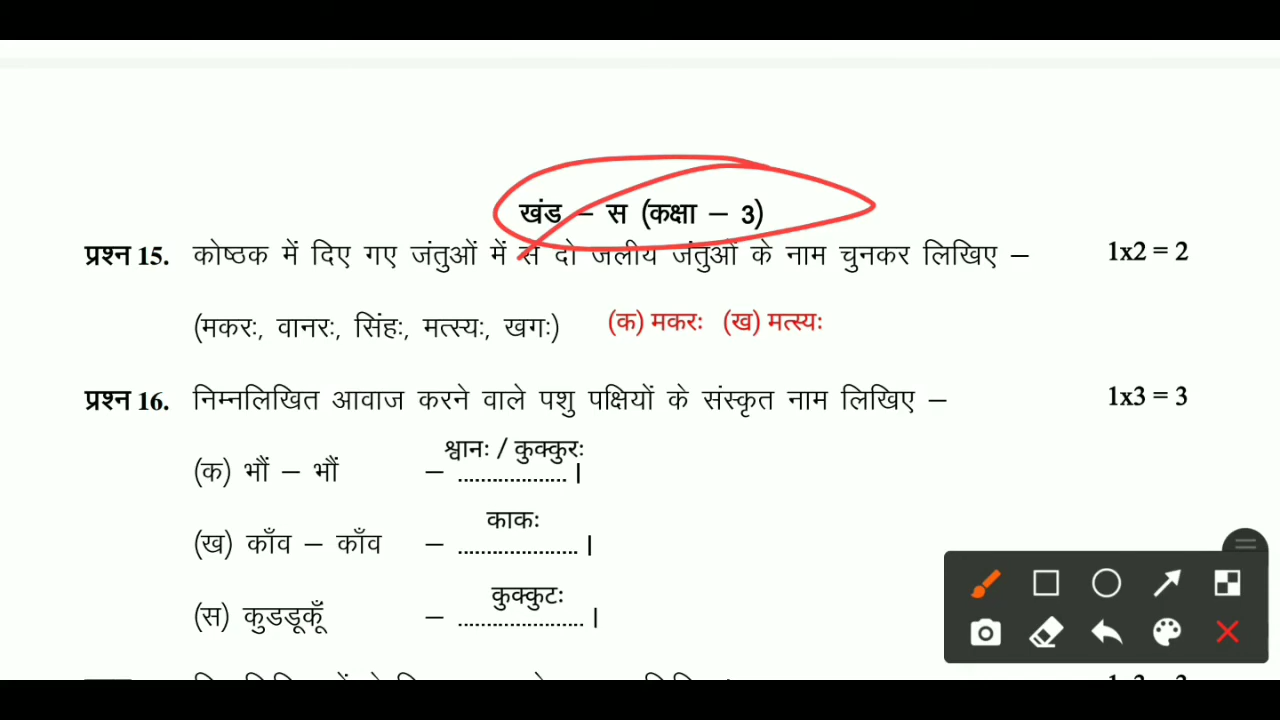 खंड – स (कक्षा – 3)
प्रश्न 15. कोष्ठक में दिए गए जंतुओं में से दो जलीय जंतुओं के नाम चुनकर लिखिए – 1x2 = 2
(मकरः, वानरः, सिंहः, मत्स्यः, खगः) (क) मकरः (ख) मत्स्यः
प्रश्न 16. निम्नलिखित आवाज करने वाले पशु पक्षियों के संस्कृत नाम लिखिए – 1x3 = 3
श्वानः / कुक्कुरः
(क) भौं – भौं – ................... ।
काकः
(ख) काँव – काँव – ..................... ।
कुक्कुटः
(स) कुडडूकूँ – ...................... ।